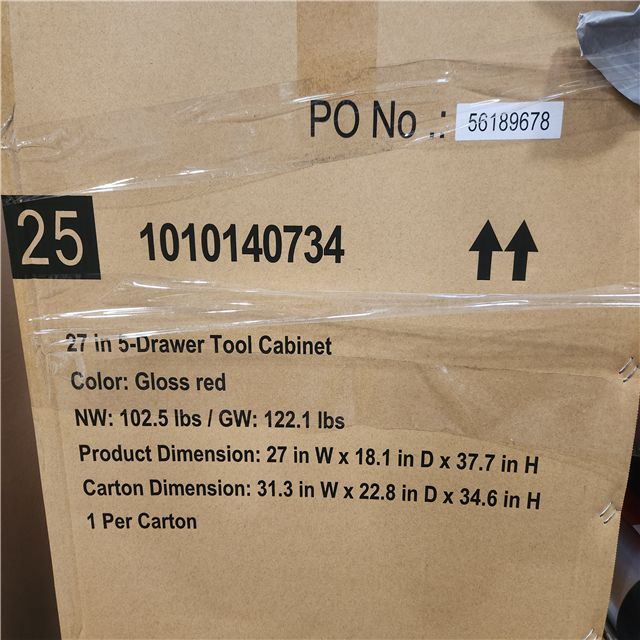 PO No .: 56189678
25 1010140734
27 in 5-Drawer Tool Cabinet
Color: Gloss red
NW: 102.5 lbs / GW: 122.1 lbs
Product Dimension: 27 in W x 18.1 in D x 37.7 in H
Carton Dimension: 31.3 in W x 22.8 in D x 34.6 in H
1 Per Carton